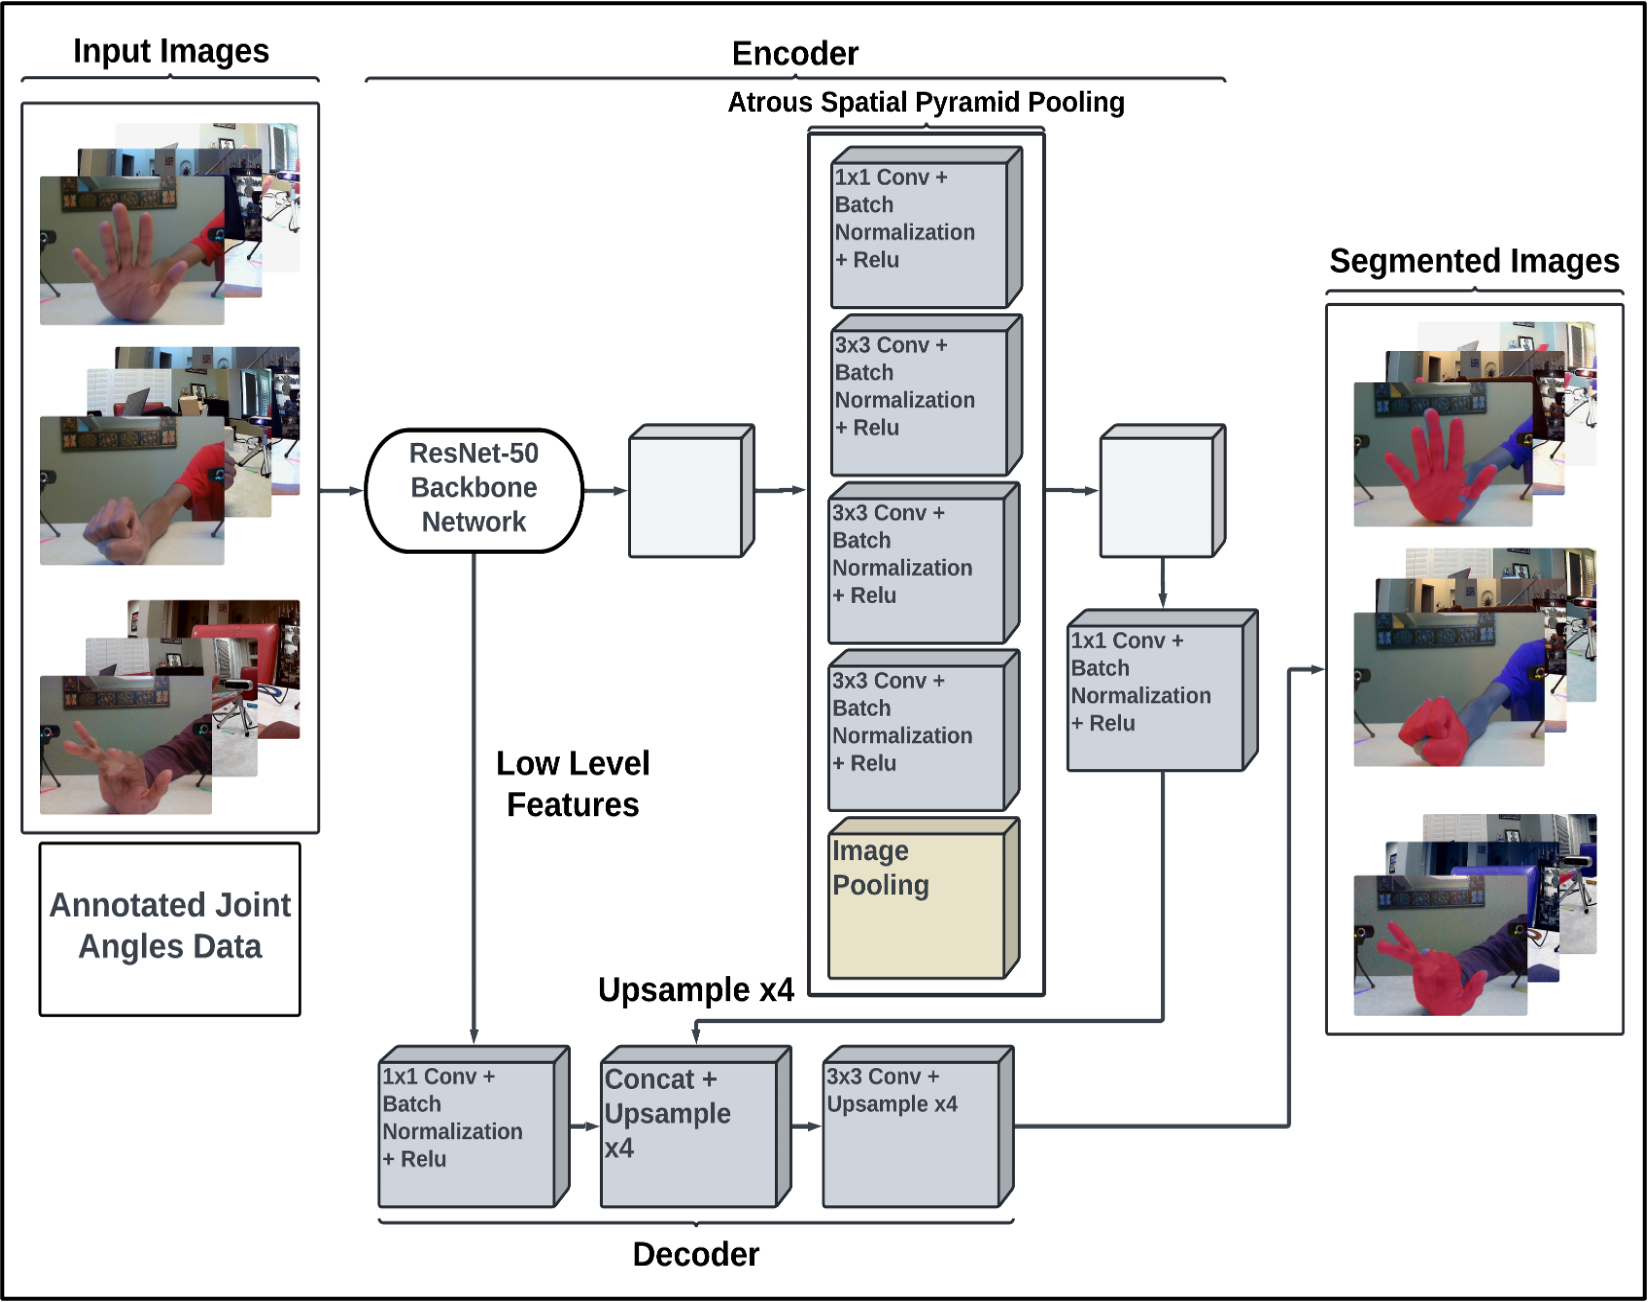 Input Images
Encoder
Atrous Spatial Pyramid Pooling
1x1 Conv +
Batch
Normalization
+ Relu
3x3 Conv +
Batch
Normalization
+ Relu
3x3 Conv +
Batch
Normalization
+ Relu
3x3 Conv +
Batch
Normalization
+ Relu
Image
Pooling
ResNet-50
Backbone
Network
1x1 Conv +
Batch
Normalization
+ Relu
Segmented Images
Low Level
Features
Annotated Joint
Angles Data
Upsample x4
1x1 Conv +
Batch
Normalization
+ Relu
Concat +
Upsample
x4
3x3 Conv +
Upsample x4
Decoder